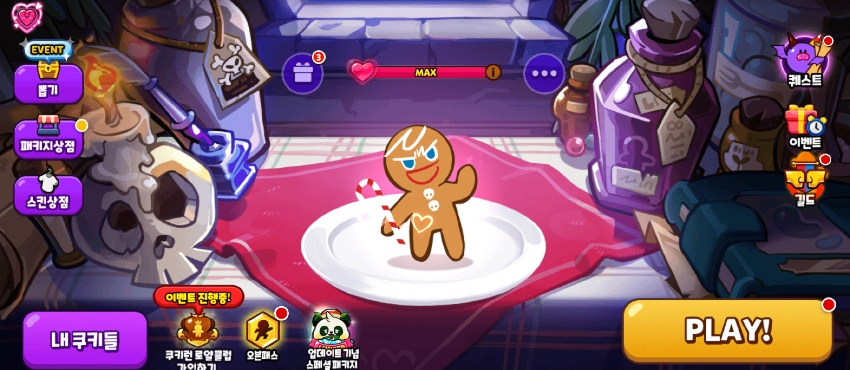 EVENT
뽑기
패키지상점
스킨상점
3
MAX
i
퀘스트
이벤트
길드
내 쿠키들
이벤트 진행중!
쿠키런 로얄클럽
가입하기
오븐패스
업데이트 기념
스페셜 패키지
PLAY!